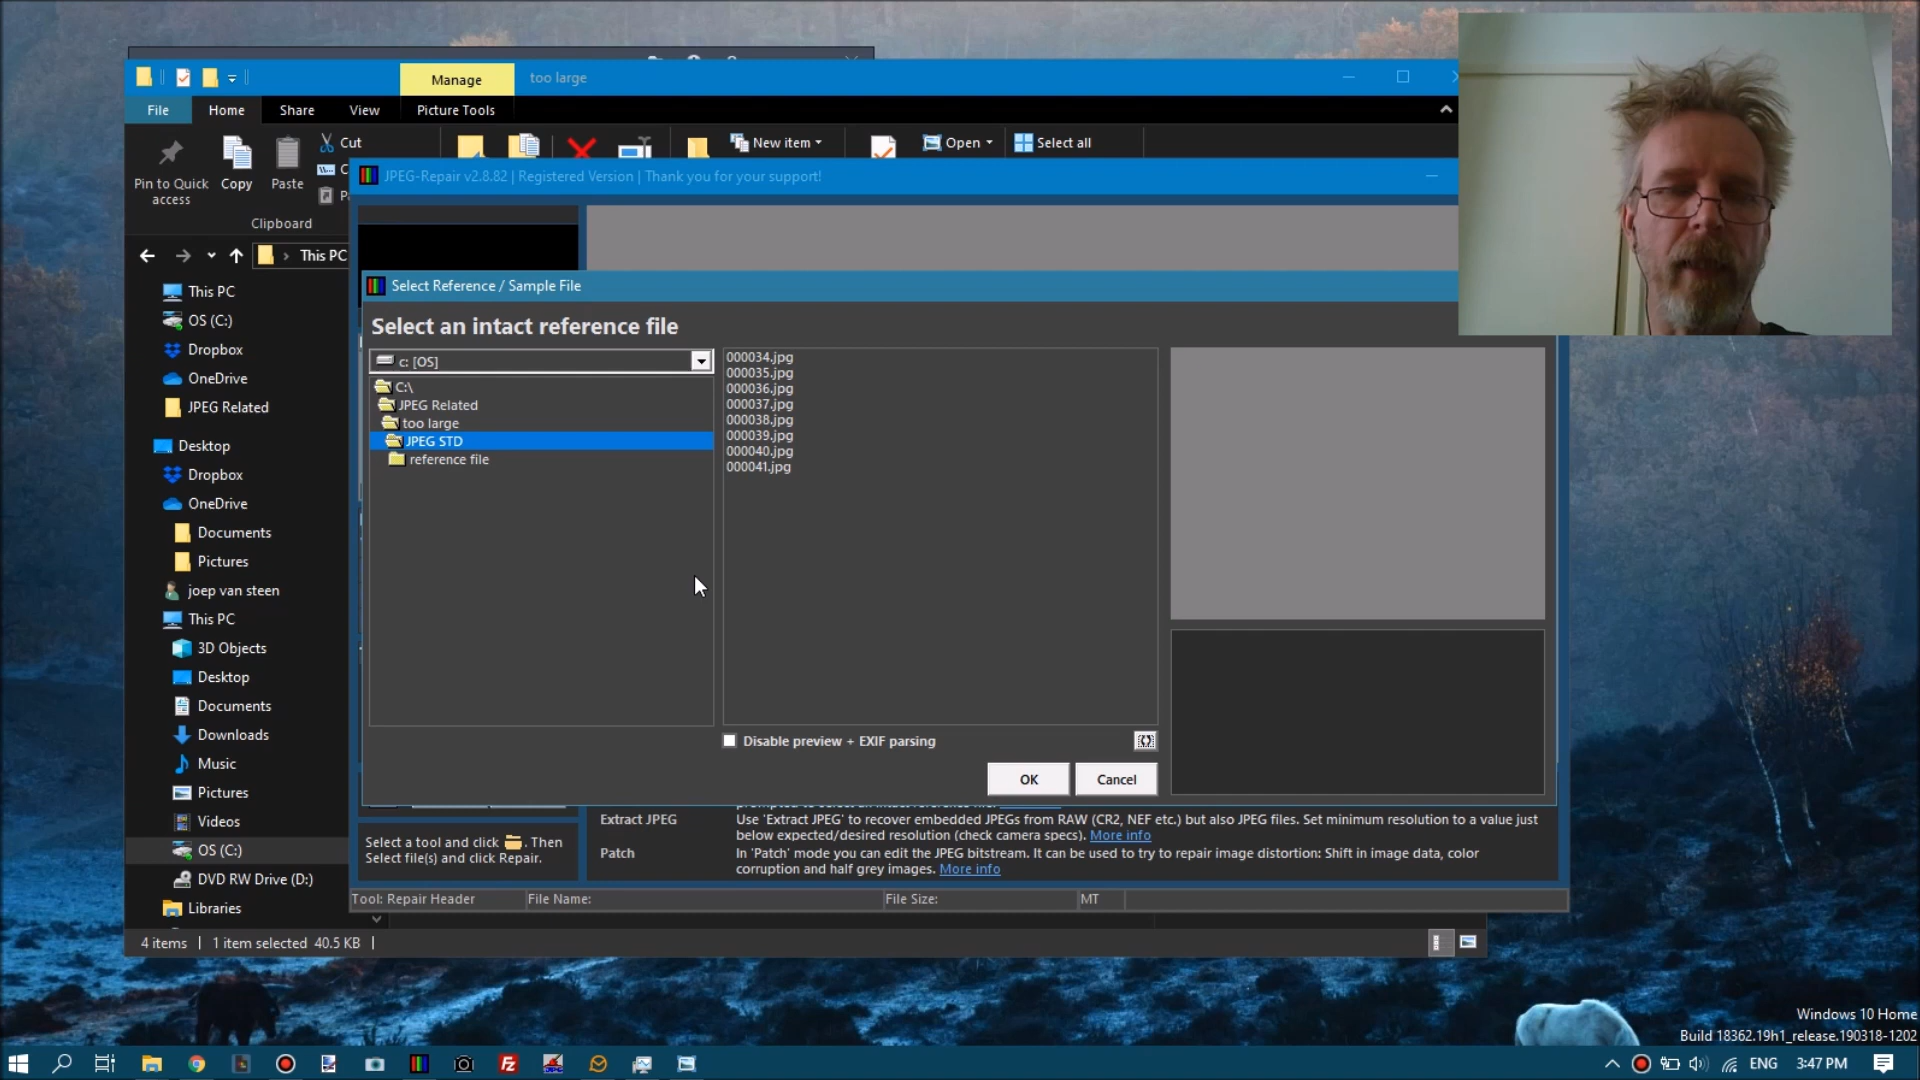 Manage
too large
File
Home
Share
View
Picture Tools
Cut
New item
Open
Select all
Pin to Quick
access
Copy
Paste
Clipboard
JPEG-Repair v2.8.82 | Registered Version | Thank you for your support!
This PC
Select Reference / Sample File
Select an intact reference file
c: [OS]
C:\
JPEG Related
too large
JPEG STD
reference file
000034.jpg
000035.jpg
000036.jpg
000037.jpg
000038.jpg
000039.jpg
000040.jpg
000041.jpg
Disable preview + EXIF parsing
OK
Cancel
This PC
OS (C:)
Dropbox
OneDrive
JPEG Related
Desktop
Dropbox
OneDrive
Documents
Pictures
joep van steen
This PC
3D Objects
Desktop
Documents
Downloads
Music
Pictures
Videos
OS (C:)
DVD RW Drive (D:)
Libraries
Select a tool and click . Then
Select file(s) and click Repair.
Extract JPEG
Use 'Extract JPEG' to recover embedded JPEGs from RAW (CR2, NEF etc.) but also JPEG files. Set minimum resolution to a value just
below expected/desired resolution (check camera specs). More info
Patch
In 'Patch' mode you can edit the JPEG bitstream. It can be used to try to repair image distortion: Shift in image data, color
corruption and half grey images. More info
Tool: Repair Header
File Name:
File Size:
MT
4 items
1 item selected 40.5 KB
Windows 10 Home
Build 18362.19h1_release.190318-1202
ENG
3:47 PM